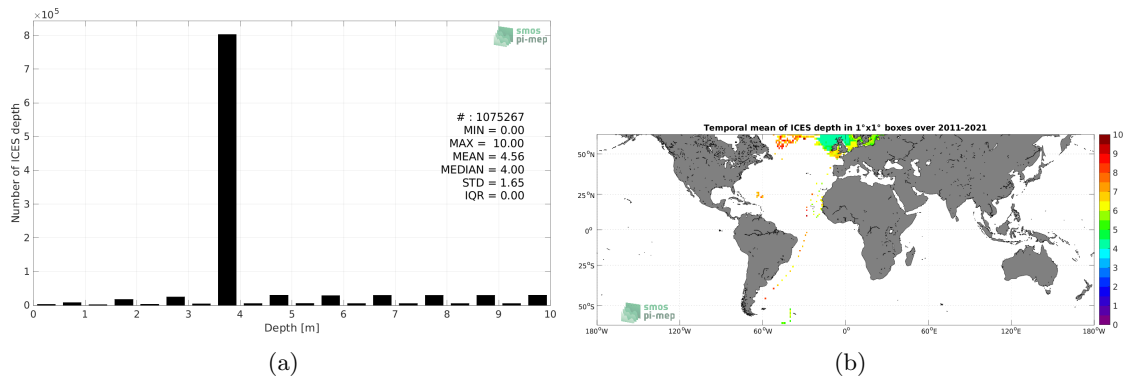 ×10⁵
8
7
6
5
4
3
2
1
0
Number of ICES depth
smos
pi-mep
# : 1075267
MIN = 0.00
MAX = 10.00
MEAN = 4.56
MEDIAN = 4.00
STD = 1.65
IQR = 0.00
0 1 2 3 4 5 6 7 8 9 10
Depth [m]
(a)
Temporal mean of ICES depth in 1°x1° boxes over 2011-2021
50°N
25°N
0°
25°S
50°S
smos
pi-mep
180°W 120°W 60°W 0° 60°E 120°E 180°E
10
9
8
7
6
5
4
3
2
1
0
(b)